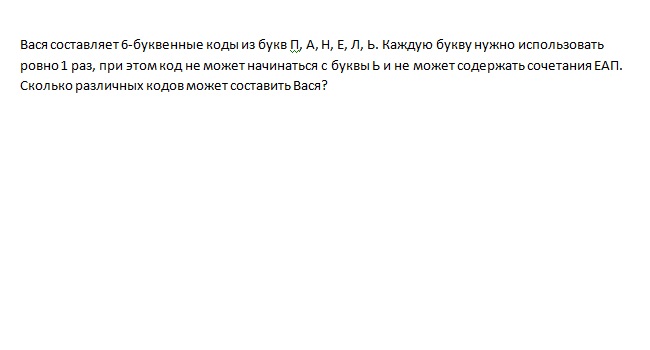 Вася составляет 6-буквенные коды из букв П, А, Н, Е, Л, Ь. Каждую букву нужно использовать
ровно 1 раз, при этом код не может начинаться с буквы Ь и не может содержать сочетания ЕАП.
Сколько различных кодов может составить Вася?